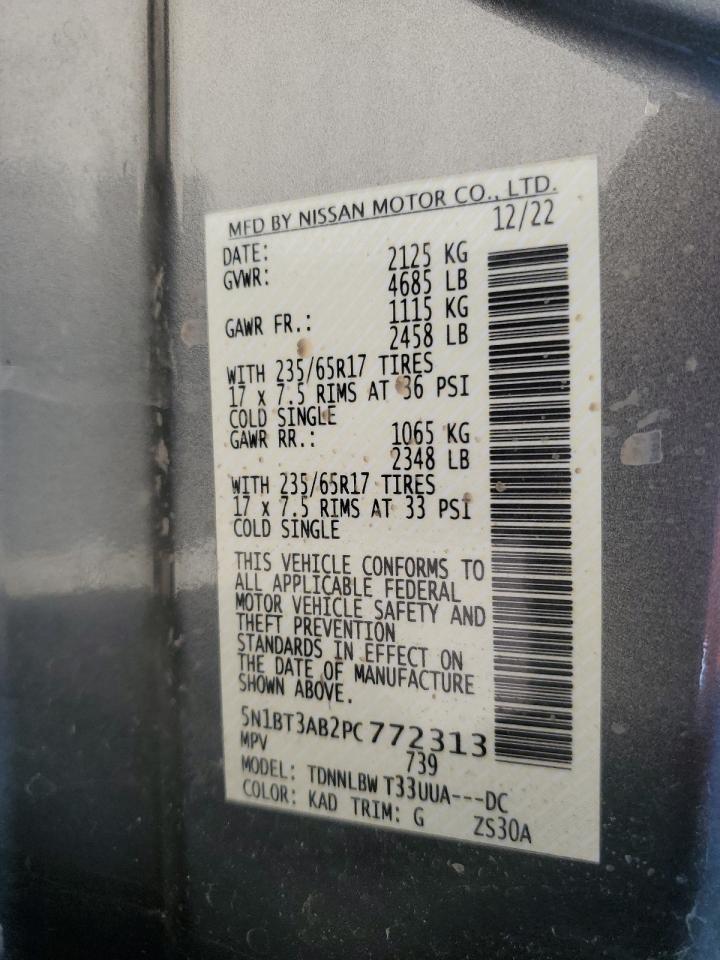 MFD BY NISSAN MOTOR CO., LTD.
DATE: 12/22
GVWR: 2125 KG
4685 LB
GAWR FR.: 1115 KG
2458 LB
WITH 235/65R17 TIRES
17 x 7.5 RIMS AT 36 PSI
COLD SINGLE
GAWR RR.: 1065 KG
2348 LB
WITH 235/65R17 TIRES
17 x 7.5 RIMS AT 33 PSI
COLD SINGLE
THIS VEHICLE CONFORMS TO
ALL APPLICABLE FEDERAL
MOTOR VEHICLE SAFETY AND
THEFT PREVENTION
STANDARDS IN EFFECT ON
THE DATE OF MANUFACTURE
SHOWN ABOVE.
5N1BT3AB2PC772313
MPV 739
MODEL: TDNNLBW T33UUA---DC
COLOR: KAD TRIM: G ZS30A